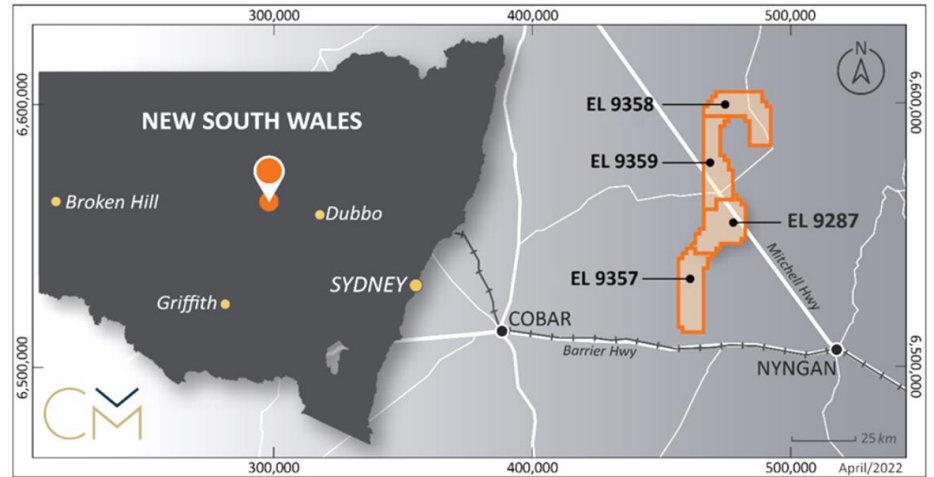 300,000
400,000
500,000
6,600,000
6,600,000
N
NEW SOUTH WALES
Broken Hill
Dubbo
SYDNEY
Griffith
EL 9358
EL 9359
EL 9287
EL 9357
Mitchell Hwy
COBAR
Barrier Hwy
NYNGAN
6,500,000
6,500,000
CM
25 km
300,000
400,000
500,000
April/2022